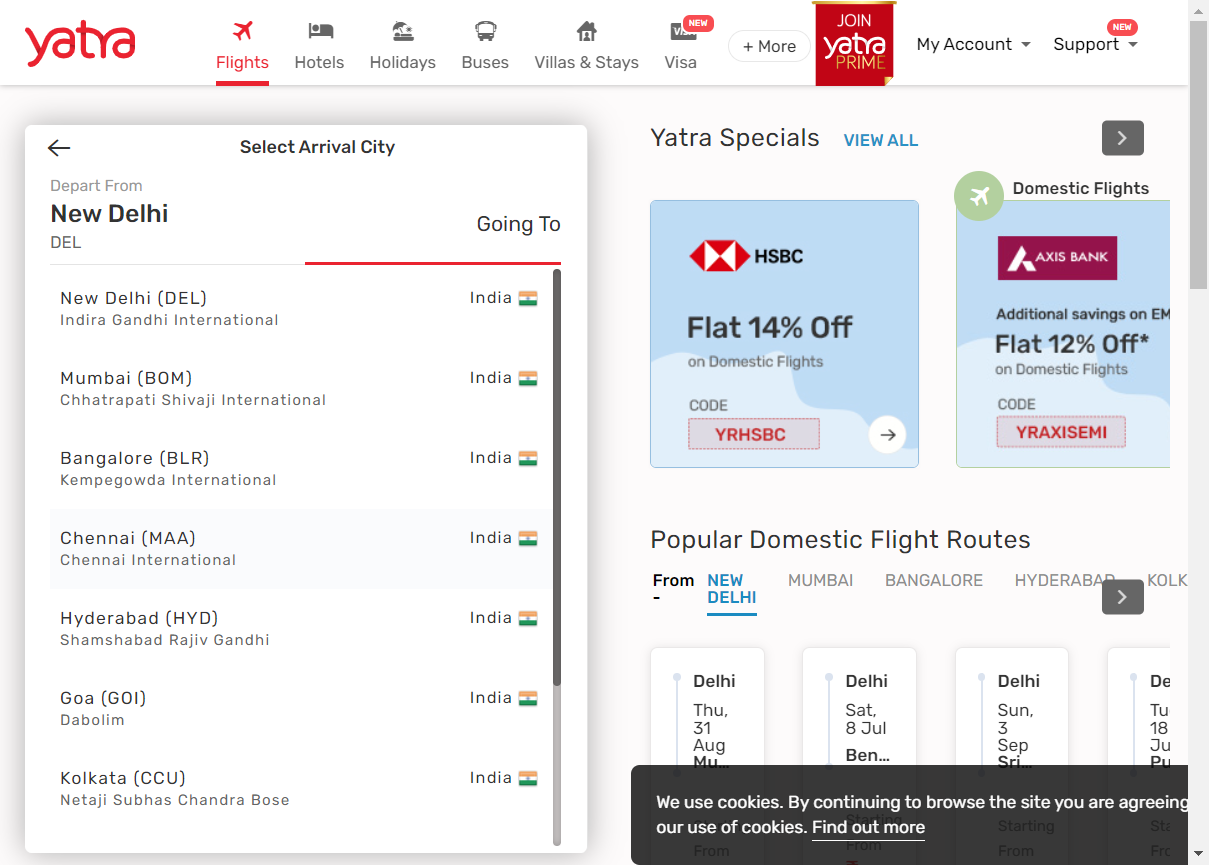 yatra
Flights
Hotels
Holidays
Buses
Villas & Stays
VISA
NEW
Visa
+ More
JOIN
yatra
PRIME
My Account
NEW
Support
Select Arrival City
Depart From
New Delhi
DEL
Going To
New Delhi (DEL)
India
Indira Gandhi International
Mumbai (BOM)
India
Chhatrapati Shivaji International
Bangalore (BLR)
India
Kempegowda International
Chennai (MAA)
India
Chennai International
Hyderabad (HYD)
India
Shamshabad Rajiv Gandhi
Goa (GOI)
India
Dabolim
Kolkata (CCU)
India
Netaji Subhas Chandra Bose
Yatra Specials
VIEW ALL
HSBC
Flat 14% Off
on Domestic Flights
CODE
YRHSBC
Domestic Flights
AXIS BANK
Additional savings on EM
Flat 12% Off*
on Domestic Flights
CODE
YRAXISEMI
Popular Domestic Flight Routes
From
-
NEW
DELHI
MUMBAI
BANGALORE
HYDERABAD
KOLK
Delhi
Thu,
31
Aug
Mu...
Delhi
Sat,
8 Jul
Ben...
Starting
From
Delhi
Sun,
3
Sep
Sri...
Starting
From
De
Tu
18
Ju
Pu
Sta
Fro
Starting
From
We use cookies. By continuing to browse the site you are agreeing
our use of cookies. Find out more